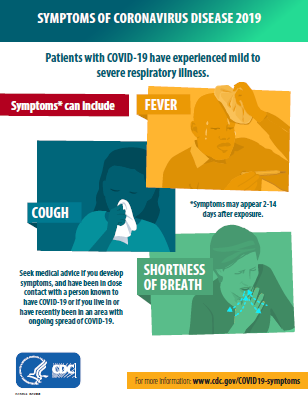 SYMPTOMS OF CORONAVIRUS DISEASE 2019
Patients with COVID-19 have experienced mild to
severe respiratory illness.
Symptoms* can include
FEVER
COUGH
*Symptoms may appear 2-14
days after exposure.
SHORTNESS
OF BREATH
Seek medical advice if you develop
symptoms, and have been in close
contact with a person known to
have COVID-19 or if you live in or
have recently been in an area with
ongoing spread of COVID-19.
CDC
For more information: www.cdc.gov/COVID19-symptoms